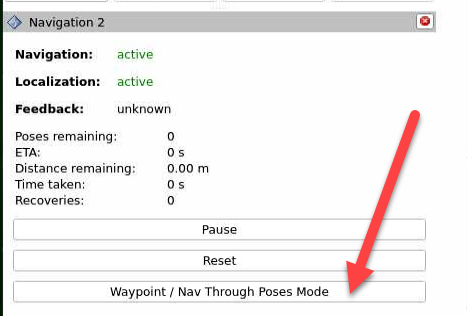 Navigation 2
Navigation: active
Localization: active
Feedback: unknown
Poses remaining: 0
ETA: 0 s
Distance remaining: 0.00 m
Time taken: 0 s
Recoveries: 0
Pause
Reset
Waypoint / Nav Through Poses Mode